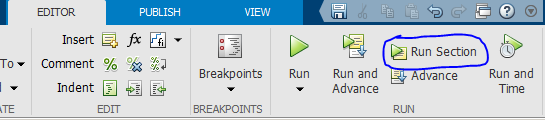 EDITOR PUBLISH VIEW
Insert fx fi
To Comment % %
Indent
Breakpoints
Run
Run and Advance
Run Section
Advance
Run and Time
ATE EDIT BREAKPOINTS RUN